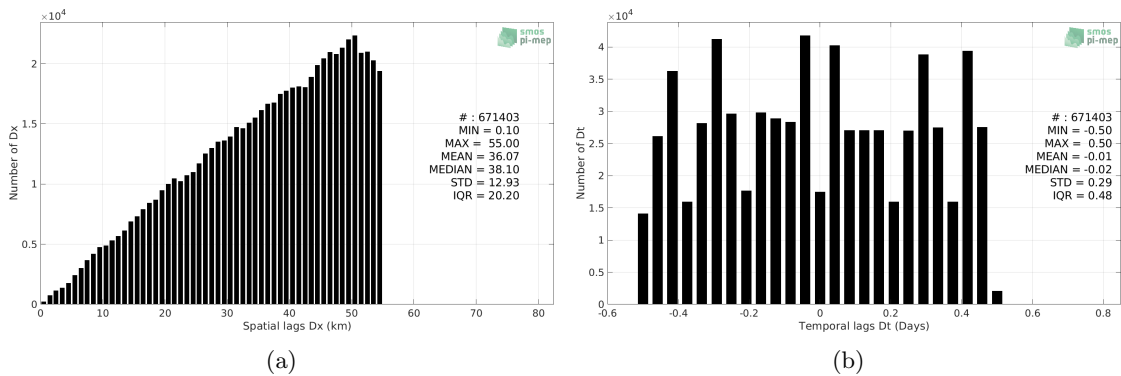 ×10⁴
2
1.5
1
0.5
0
0
10
20
30
40
50
60
70
80
Number of Dx
Spatial lags Dx (km)
smos
pi-mep
# : 671403
MIN = 0.10
MAX = 55.00
MEAN = 36.07
MEDIAN = 38.10
STD = 12.93
IQR = 20.20
(a)
×10⁴
4
3.5
3
2.5
2
1.5
1
0.5
0
-0.6
-0.4
-0.2
0
0.2
0.4
0.6
0.8
Number of Dt
Temporal lags Dt (Days)
smos
pi-mep
# : 671403
MIN = -0.50
MAX = 0.50
MEAN = -0.01
MEDIAN = -0.02
STD = 0.29
IQR = 0.48
(b)